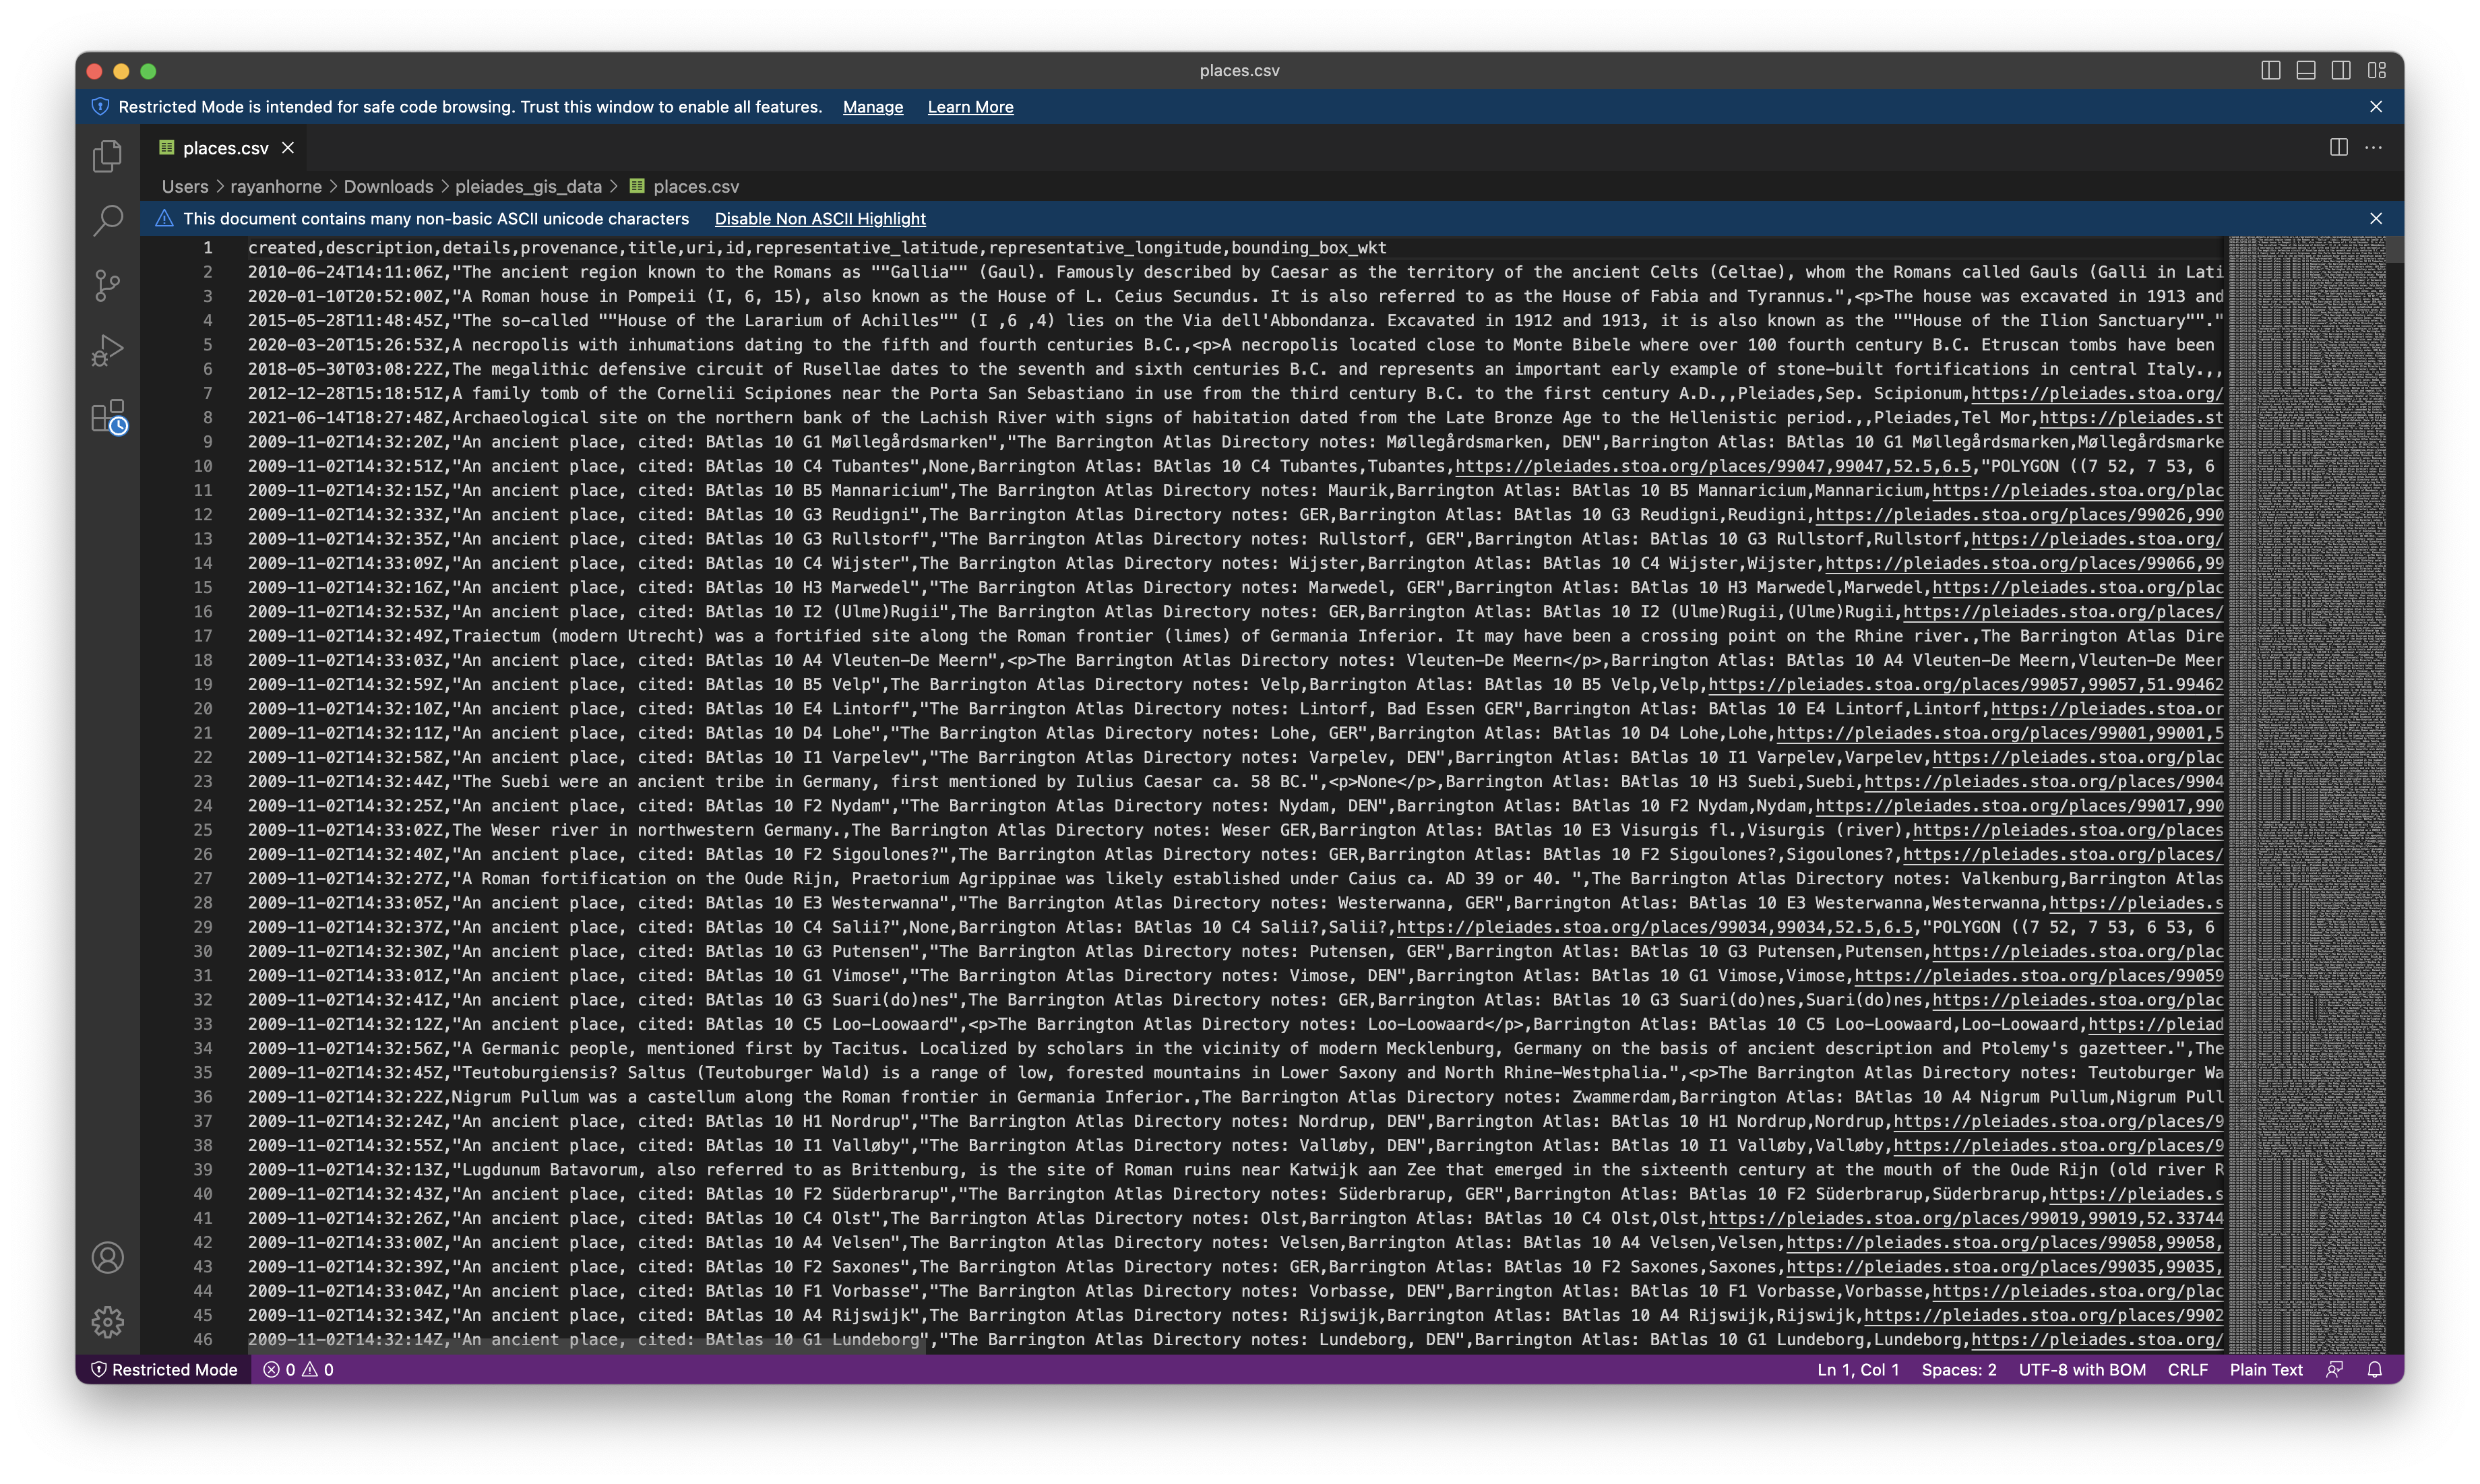 places.csv
Restricted Mode is intended for safe code browsing. Trust this window to enable all features. Manage Learn More
places.csv
Users > rayanhorne > Downloads > pleiades_gis_data > places.csv
This document contains many non-basic ASCII unicode characters Disable Non ASCII Highlight
1 created,description,details,provenance,title,uri,id,representative_latitude,representative_longitude,bounding_box_wkt
2 2010-06-24T14:11:06Z,"The ancient region known to the Romans as ""Gallia"" (Gaul). Famously described by Caesar as the territory of the ancient Celts (Celtae), whom the Romans called Gauls (Galli in Lati
3 2020-01-10T20:52:00Z,"A Roman house in Pompeii (I, 6, 15), also known as the House of L. Ceius Secundus. It is also referred to as the House of Fabia and Tyrannus.",<p>The house was excavated in 1913 and
4 2015-05-28T11:48:45Z,"The so-called ""House of the Lararium of Achilles"" (I ,6 ,4) lies on the Via dell'Abbondanza. Excavated in 1912 and 1913, it is also known as the ""House of the Ilion Sanctuary""."
5 2020-03-20T15:26:53Z,A necropolis with inhumations dating to the fifth and fourth centuries B.C.,<p>A necropolis located close to Monte Bibele where over 100 fourth century B.C. Etruscan tombs have been
6 2018-05-30T03:08:22Z,The megalithic defensive circuit of Rusellae dates to the seventh and sixth centuries B.C. and represents an important early example of stone-built fortifications in central Italy.,,
7 2012-12-28T15:18:51Z,A family tomb of the Cornelii Scipiones near the Porta San Sebastiano in use from the third century B.C. to the first century A.D.,,Pleiades,Sep. Scipionum,https://pleiades.stoa.org/
8 2021-06-14T18:27:48Z,Archaeological site on the northern bank of the Lachish River with signs of habitation dated from the Late Bronze Age to the Hellenistic period.,,Pleiades,Tel Mor,https://pleiades.st
9 2009-11-02T14:32:20Z,"An ancient place, cited: BAtlas 10 G1 Møllegårdsmarken","The Barrington Atlas Directory notes: Møllegårdsmarken, DEN",Barrington Atlas: BAtlas 10 G1 Møllegårdsmarken,Møllegårdsmarke
10 2009-11-02T14:32:51Z,"An ancient place, cited: BAtlas 10 C4 Tubantes",None,Barrington Atlas: BAtlas 10 C4 Tubantes,Tubantes,https://pleiades.stoa.org/places/99047,99047,52.5,6.5,"POLYGON ((7 52, 7 53, 6
11 2009-11-02T14:32:15Z,"An ancient place, cited: BAtlas 10 B5 Mannaricium",The Barrington Atlas Directory notes: Maurik,Barrington Atlas: BAtlas 10 B5 Mannaricium,Mannaricium,https://pleiades.stoa.org/plac
12 2009-11-02T14:32:33Z,"An ancient place, cited: BAtlas 10 G3 Reudigni",The Barrington Atlas Directory notes: GER,Barrington Atlas: BAtlas 10 G3 Reudigni,Reudigni,https://pleiades.stoa.org/places/99026,990
13 2009-11-02T14:32:35Z,"An ancient place, cited: BAtlas 10 G3 Rullstorf","The Barrington Atlas Directory notes: Rullstorf, GER",Barrington Atlas: BAtlas 10 G3 Rullstorf,Rullstorf,https://pleiades.stoa.org/
14 2009-11-02T14:33:09Z,"An ancient place, cited: BAtlas 10 C4 Wijster",The Barrington Atlas Directory notes: Wijster,Barrington Atlas: BAtlas 10 C4 Wijster,Wijster,https://pleiades.stoa.org/places/99066,99
15 2009-11-02T14:32:16Z,"An ancient place, cited: BAtlas 10 H3 Marwedel","The Barrington Atlas Directory notes: Marwedel, GER",Barrington Atlas: BAtlas 10 H3 Marwedel,Marwedel,https://pleiades.stoa.org/plac
16 2009-11-02T14:32:53Z,"An ancient place, cited: BAtlas 10 I2 (Ulme)Rugii",The Barrington Atlas Directory notes: GER,Barrington Atlas: BAtlas 10 I2 (Ulme)Rugii,(Ulme)Rugii,https://pleiades.stoa.org/places/
17 2009-11-02T14:32:49Z,Traiectum (modern Utrecht) was a fortified site along the Roman frontier (limes) of Germania Inferior. It may have been a crossing point on the Rhine river.,The Barrington Atlas Dire
18 2009-11-02T14:33:03Z,"An ancient place, cited: BAtlas 10 A4 Vleuten-De Meern",<p>The Barrington Atlas Directory notes: Vleuten-De Meern</p>,Barrington Atlas: BAtlas 10 A4 Vleuten-De Meern,Vleuten-De Meer
19 2009-11-02T14:32:59Z,"An ancient place, cited: BAtlas 10 B5 Velp",The Barrington Atlas Directory notes: Velp,Barrington Atlas: BAtlas 10 B5 Velp,Velp,https://pleiades.stoa.org/places/99057,99057,51.99462
20 2009-11-02T14:32:10Z,"An ancient place, cited: BAtlas 10 E4 Lintorf","The Barrington Atlas Directory notes: Lintorf, Bad Essen GER",Barrington Atlas: BAtlas 10 E4 Lintorf,Lintorf,https://pleiades.stoa.or
21 2009-11-02T14:32:11Z,"An ancient place, cited: BAtlas 10 D4 Lohe","The Barrington Atlas Directory notes: Lohe, GER",Barrington Atlas: BAtlas 10 D4 Lohe,Lohe,https://pleiades.stoa.org/places/99001,99001,5
22 2009-11-02T14:32:58Z,"An ancient place, cited: BAtlas 10 I1 Varpelev","The Barrington Atlas Directory notes: Varpelev, DEN",Barrington Atlas: BAtlas 10 I1 Varpelev,Varpelev,https://pleiades.stoa.org/plac
23 2009-11-02T14:32:44Z,"The Suebi were an ancient tribe in Germany, first mentioned by Iulius Caesar ca. 58 BC.",<p>None</p>,Barrington Atlas: BAtlas 10 H3 Suebi,Suebi,https://pleiades.stoa.org/places/9904
24 2009-11-02T14:32:25Z,"An ancient place, cited: BAtlas 10 F2 Nydam","The Barrington Atlas Directory notes: Nydam, DEN",Barrington Atlas: BAtlas 10 F2 Nydam,Nydam,https://pleiades.stoa.org/places/99017,990
25 2009-11-02T14:33:02Z,The Weser river in northwestern Germany.,The Barrington Atlas Directory notes: Weser GER,Barrington Atlas: BAtlas 10 E3 Visurgis fl.,Visurgis (river),https://pleiades.stoa.org/places
26 2009-11-02T14:32:40Z,"An ancient place, cited: BAtlas 10 F2 Sigoulones?",The Barrington Atlas Directory notes: GER,Barrington Atlas: BAtlas 10 F2 Sigoulones?,Sigoulones?,https://pleiades.stoa.org/places/
27 2009-11-02T14:32:27Z,"A Roman fortification on the Oude Rijn, Praetorium Agrippinae was likely established under Caius ca. AD 39 or 40. ",The Barrington Atlas Directory notes: Valkenburg,Barrington Atlas
28 2009-11-02T14:33:05Z,"An ancient place, cited: BAtlas 10 E3 Westerwanna","The Barrington Atlas Directory notes: Westerwanna, GER",Barrington Atlas: BAtlas 10 E3 Westerwanna,Westerwanna,https://pleiades.s
29 2009-11-02T14:32:37Z,"An ancient place, cited: BAtlas 10 C4 Salii?",None,Barrington Atlas: BAtlas 10 C4 Salii?,Salii?,https://pleiades.stoa.org/places/99034,99034,52.5,6.5,"POLYGON ((7 52, 7 53, 6 53, 6
30 2009-11-02T14:32:30Z,"An ancient place, cited: BAtlas 10 G3 Putensen","The Barrington Atlas Directory notes: Putensen, GER",Barrington Atlas: BAtlas 10 G3 Putensen,Putensen,https://pleiades.stoa.org/plac
31 2009-11-02T14:33:01Z,"An ancient place, cited: BAtlas 10 G1 Vimose","The Barrington Atlas Directory notes: Vimose, DEN",Barrington Atlas: BAtlas 10 G1 Vimose,Vimose,https://pleiades.stoa.org/places/99059
32 2009-11-02T14:32:41Z,"An ancient place, cited: BAtlas 10 G3 Suari(do)nes",The Barrington Atlas Directory notes: GER,Barrington Atlas: BAtlas 10 G3 Suari(do)nes,Suari(do)nes,https://pleiades.stoa.org/plac
33 2009-11-02T14:32:12Z,"An ancient place, cited: BAtlas 10 C5 Loo-Loowaard",<p>The Barrington Atlas Directory notes: Loo-Loowaard</p>,Barrington Atlas: BAtlas 10 C5 Loo-Loowaard,Loo-Loowaard,https://pleiad
34 2009-11-02T14:32:56Z,"A Germanic people, mentioned first by Tacitus. Localized by scholars in the vicinity of modern Mecklenburg, Germany on the basis of ancient description and Ptolemy's gazetteer.",The
35 2009-11-02T14:32:45Z,"Teutoburgiensis? Saltus (Teutoburger Wald) is a range of low, forested mountains in Lower Saxony and North Rhine-Westphalia.",<p>The Barrington Atlas Directory notes: Teutoburger Wa
36 2009-11-02T14:32:22Z,Nigrum Pullum was a castellum along the Roman frontier in Germania Inferior.,The Barrington Atlas Directory notes: Zwammerdam,Barrington Atlas: BAtlas 10 A4 Nigrum Pullum,Nigrum Pull
37 2009-11-02T14:32:24Z,"An ancient place, cited: BAtlas 10 H1 Nordrup","The Barrington Atlas Directory notes: Nordrup, DEN",Barrington Atlas: BAtlas 10 H1 Nordrup,Nordrup,https://pleiades.stoa.org/places/9
38 2009-11-02T14:32:55Z,"An ancient place, cited: BAtlas 10 I1 Valløby","The Barrington Atlas Directory notes: Valløby, DEN",Barrington Atlas: BAtlas 10 I1 Valløby,Valløby,https://pleiades.stoa.org/places/9
39 2009-11-02T14:32:13Z,"Lugdunum Batavorum, also referred to as Brittenburg, is the site of Roman ruins near Katwijk aan Zee that emerged in the sixteenth century at the mouth of the Oude Rijn (old river R
40 2009-11-02T14:32:43Z,"An ancient place, cited: BAtlas 10 F2 Süderbrarup","The Barrington Atlas Directory notes: Süderbrarup, GER",Barrington Atlas: BAtlas 10 F2 Süderbrarup,Süderbrarup,https://pleiades.s
41 2009-11-02T14:32:26Z,"An ancient place, cited: BAtlas 10 C4 Olst",The Barrington Atlas Directory notes: Olst,Barrington Atlas: BAtlas 10 C4 Olst,Olst,https://pleiades.stoa.org/places/99019,99019,52.33744
42 2009-11-02T14:33:00Z,"An ancient place, cited: BAtlas 10 A4 Velsen",The Barrington Atlas Directory notes: Velsen,Barrington Atlas: BAtlas 10 A4 Velsen,Velsen,https://pleiades.stoa.org/places/99058,99058,
43 2009-11-02T14:32:39Z,"An ancient place, cited: BAtlas 10 F2 Saxones",The Barrington Atlas Directory notes: GER,Barrington Atlas: BAtlas 10 F2 Saxones,Saxones,https://pleiades.stoa.org/places/99035,99035,
44 2009-11-02T14:33:04Z,"An ancient place, cited: BAtlas 10 F1 Vorbasse","The Barrington Atlas Directory notes: Vorbasse, DEN",Barrington Atlas: BAtlas 10 F1 Vorbasse,Vorbasse,https://pleiades.stoa.org/plac
45 2009-11-02T14:32:34Z,"An ancient place, cited: BAtlas 10 A4 Rijswijk",The Barrington Atlas Directory notes: Rijswijk,Barrington Atlas: BAtlas 10 A4 Rijswijk,Rijswijk,https://pleiades.stoa.org/places/9902
46 2009-11-02T14:32:14Z,"An ancient place, cited: BAtlas 10 G1 Lundeborg","The Barrington Atlas Directory notes: Lundeborg, DEN",Barrington Atlas: BAtlas 10 G1 Lundeborg,Lundeborg,https://pleiades.stoa.org/
Restricted Mode 0 0 Ln 1, Col 1 Spaces: 2 UTF-8 with BOM CRLF Plain Text